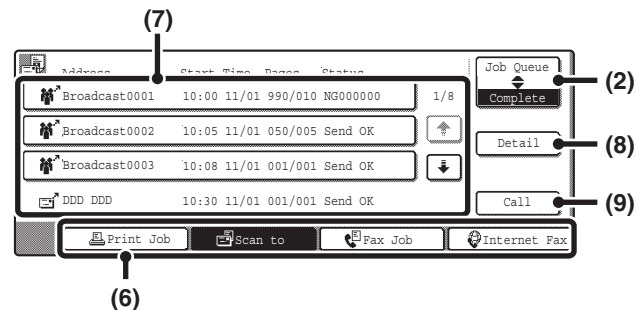 (7)
Address Start Time Pages Status
Job Queue
Complete
(2)
Broadcast0001 10:00 11/01 990/010 NG000000
1/8
Broadcast0002 10:05 11/01 050/005 Send OK
Detail
(8)
Broadcast0003 10:08 11/01 001/001 Send OK
DDD DDD 10:30 11/01 001/001 Send OK
Call
(9)
Print Job Scan to Fax Job Internet Fax
(6)